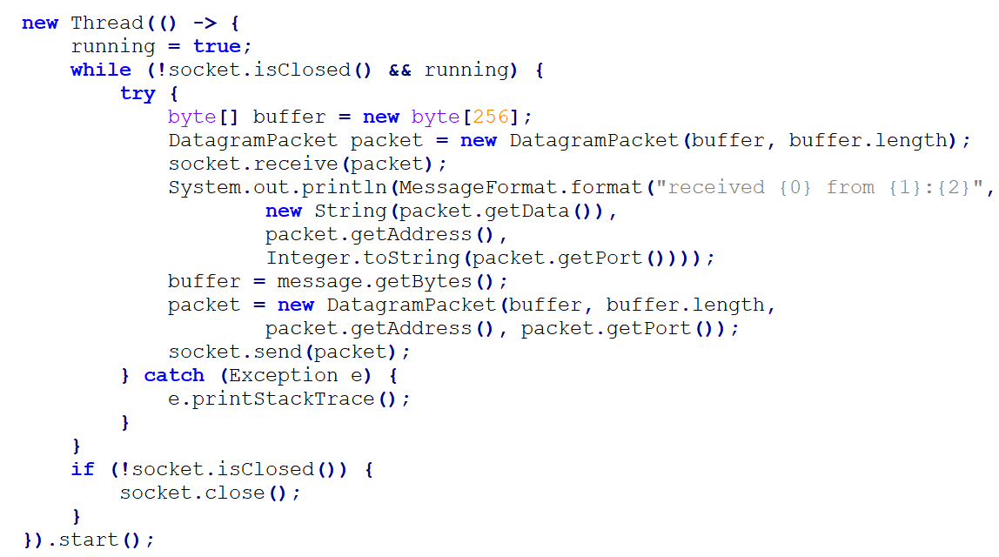 new Thread(() -> {
    running = true;
    while (!socket.isClosed() && running) {
        try {
            byte[] buffer = new byte[256];
            DatagramPacket packet = new DatagramPacket(buffer, buffer.length);
            socket.receive(packet);
            System.out.println(MessageFormat.format("received {0} from {1}:{2}",
                    new String(packet.getData()),
                    packet.getAddress(),
                    Integer.toString(packet.getPort())));
            buffer = message.getBytes();
            packet = new DatagramPacket(buffer, buffer.length,
                    packet.getAddress(), packet.getPort());
            socket.send(packet);
        } catch (Exception e) {
            e.printStackTrace();
        }
    }
    if (!socket.isClosed()) {
        socket.close();
    }
}).start();